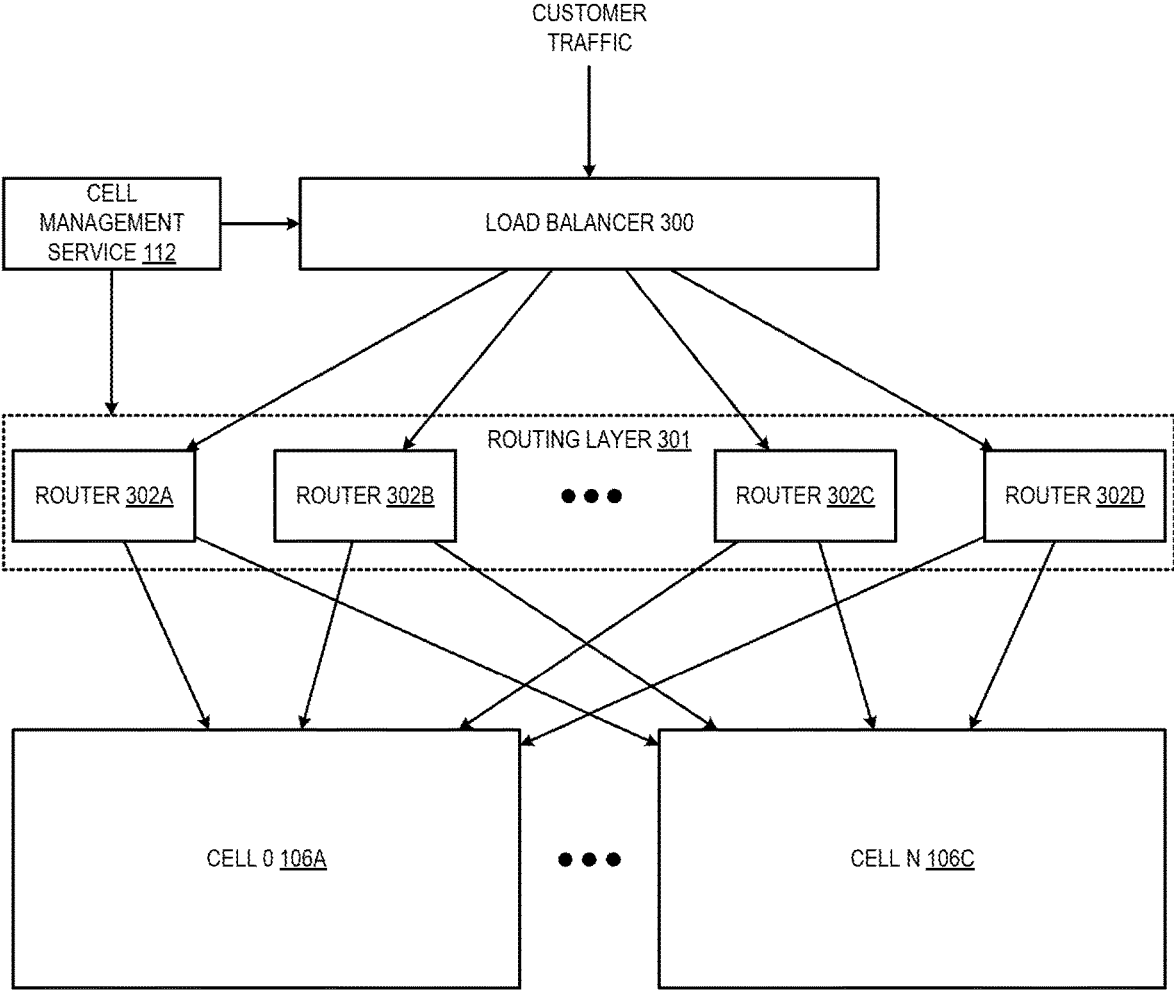 CUSTOMER
TRAFFIC
CELL
MANAGEMENT
SERVICE 112
LOAD BALANCER 300
ROUTING LAYER 301
ROUTER 302A
ROUTER 302B
ROUTER 302C
ROUTER 302D
CELL 0 106A
CELL N 106C